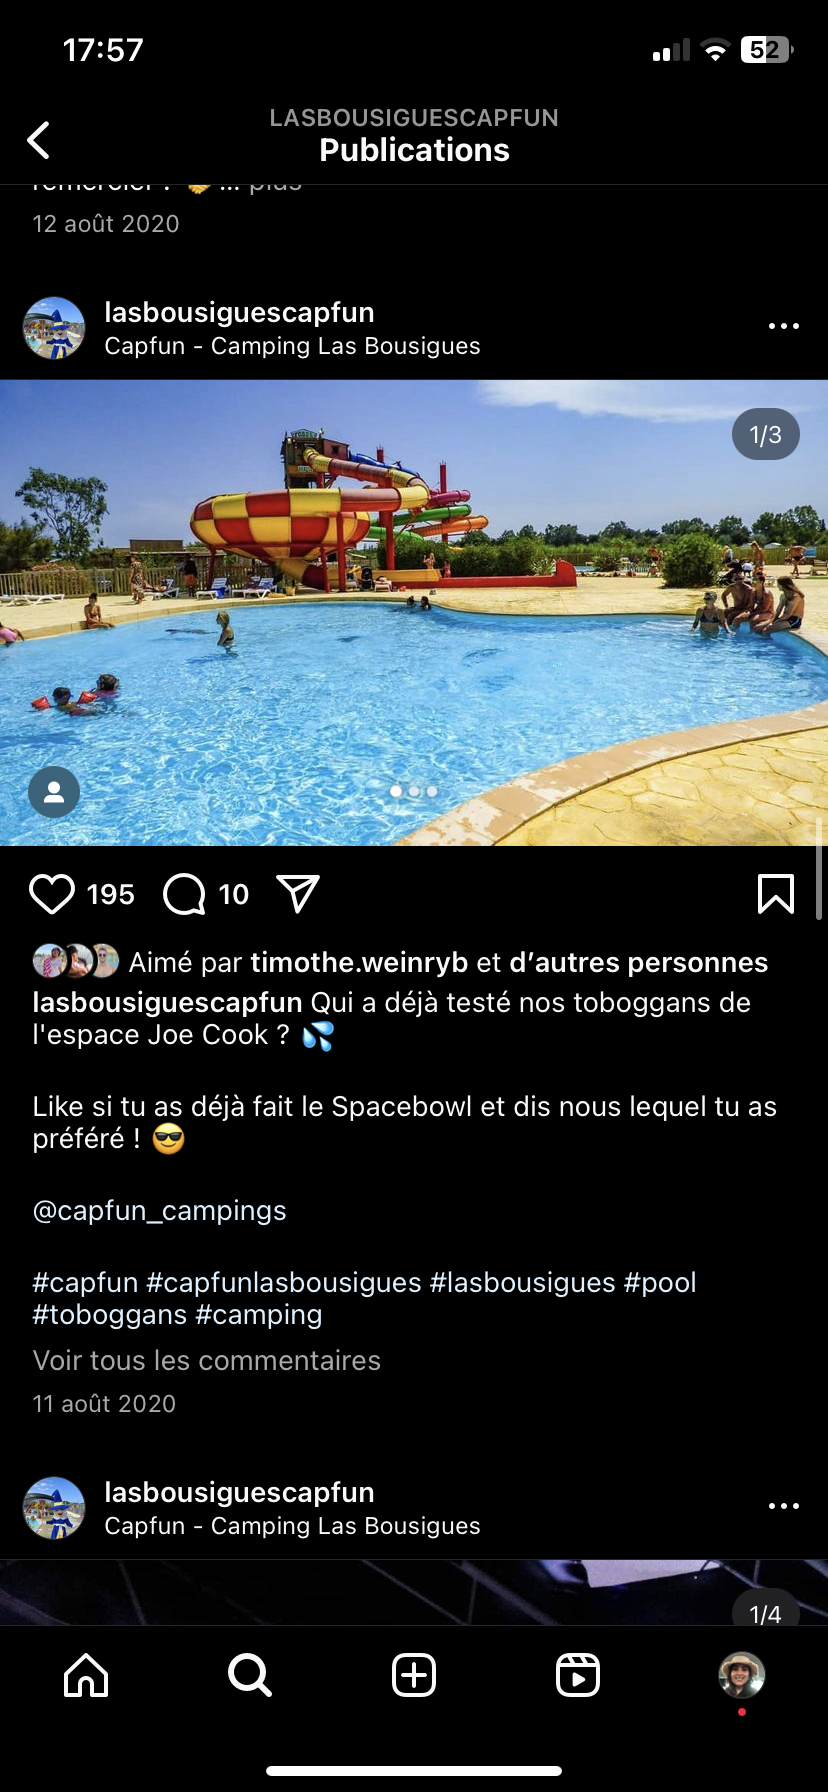 17:57
52
LASBOUSIGUESCAPFUN
Publications
remercier ! ... plus
12 août 2020
lasbousiguescapfun
Capfun - Camping Las Bousigues
1/3
195 10
Aimé par timothe.weinryb et d’autres personnes
lasbousiguescapfun Qui a déjà testé nos toboggans de
l'espace Joe Cook ? 💦
Like si tu as déjà fait le Spacebowl et dis nous lequel tu as
préféré ! 😎
@capfun_campings
#capfun #capfunlasbousigues #lasbousigues #pool
#toboggans #camping
Voir tous les commentaires
11 août 2020
lasbousiguescapfun
Capfun - Camping Las Bousigues
1/4